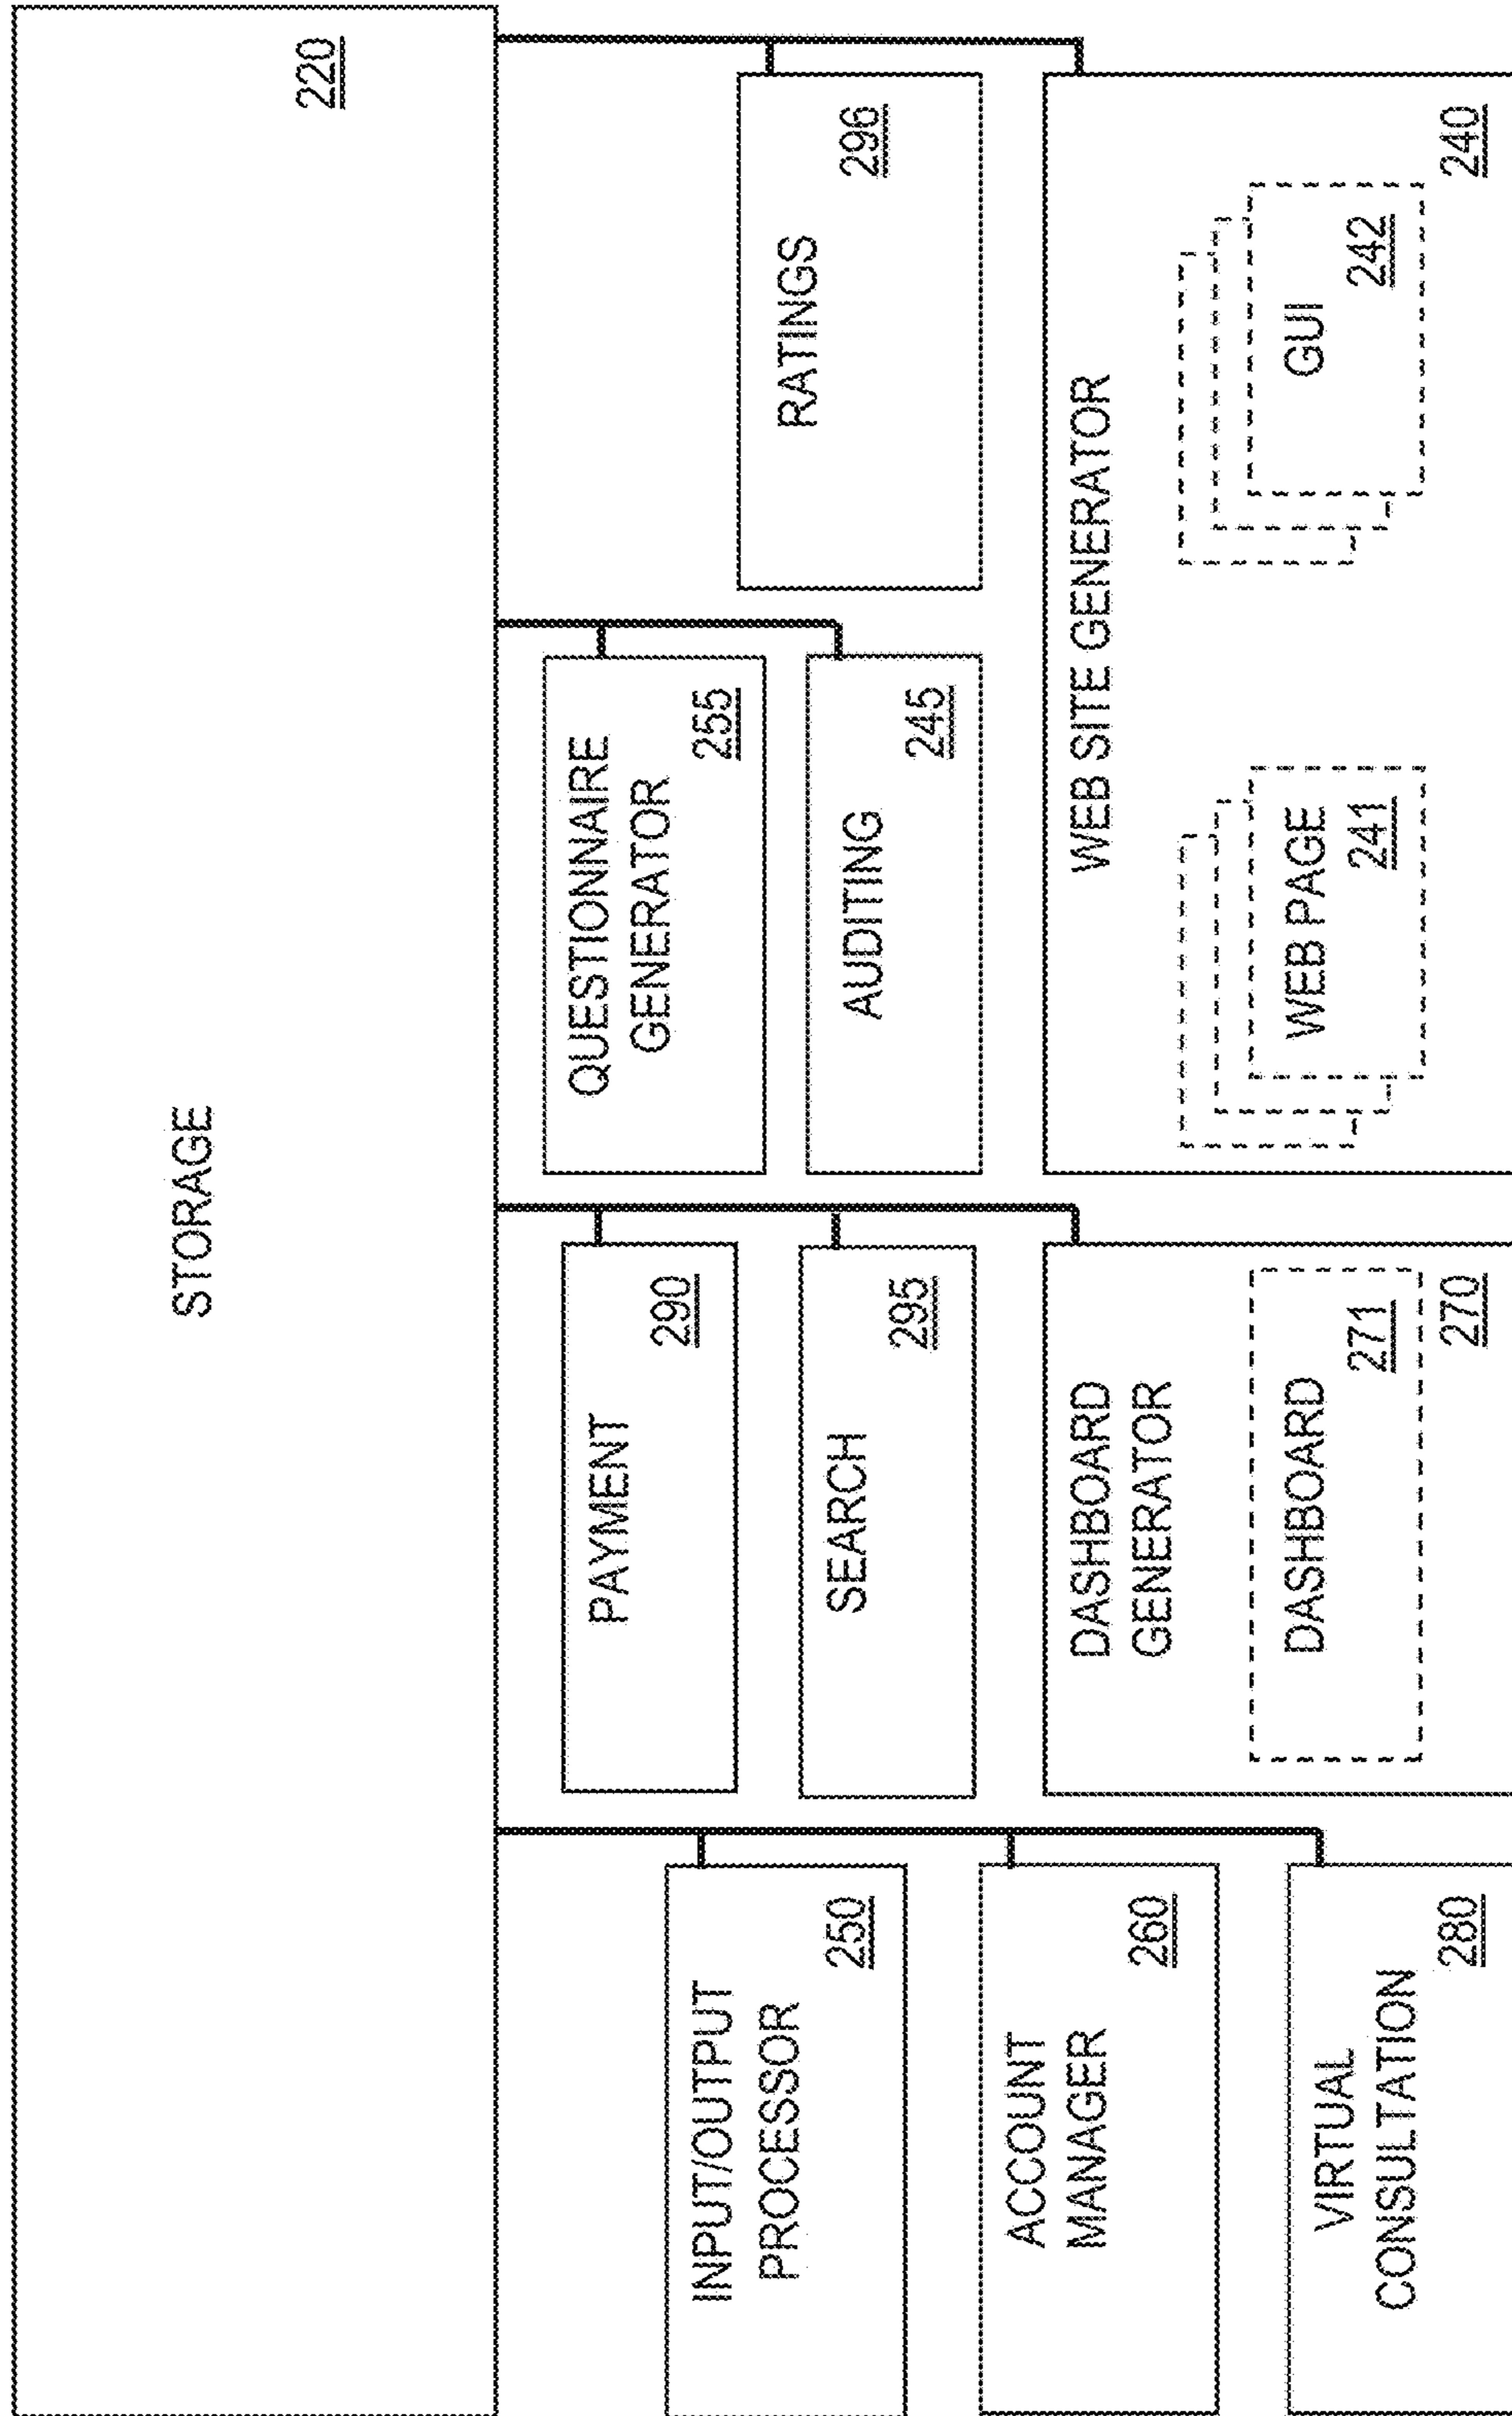 STORAGE
220
INPUT/OUTPUT
PROCESSOR
250
ACCOUNT
MANAGER
260
VIRTUAL
CONSULTATION
280
PAYMENT
290
SEARCH
295
DASHBOARD
GENERATOR
DASHBOARD
271
270
QUESTIONNAIRE
GENERATOR
255
AUDITING
245
RATINGS
296
WEB SITE GENERATOR
WEB PAGE
241
GUI
242
240